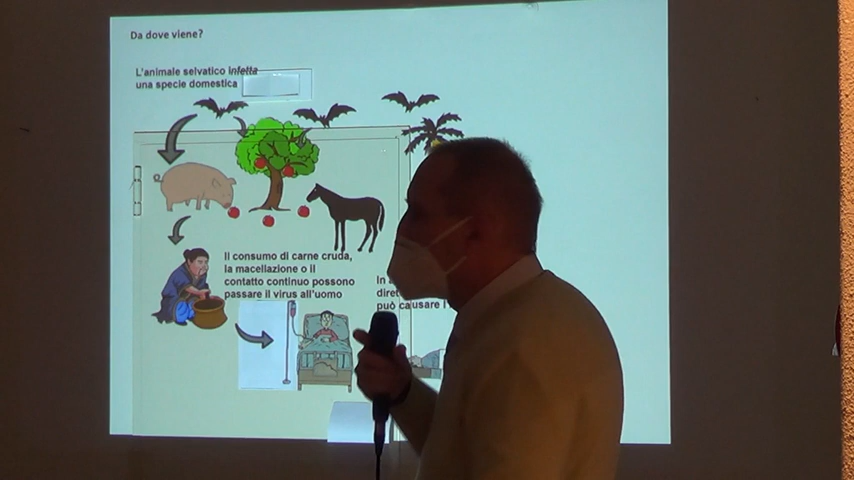 Da dove viene?
L'animale selvatico infetta
una specie domestica
Il consumo di carne cruda,
la macellazione o il
contatto continuo possono
passare il virus all'uomo
In
diret
può causare l'